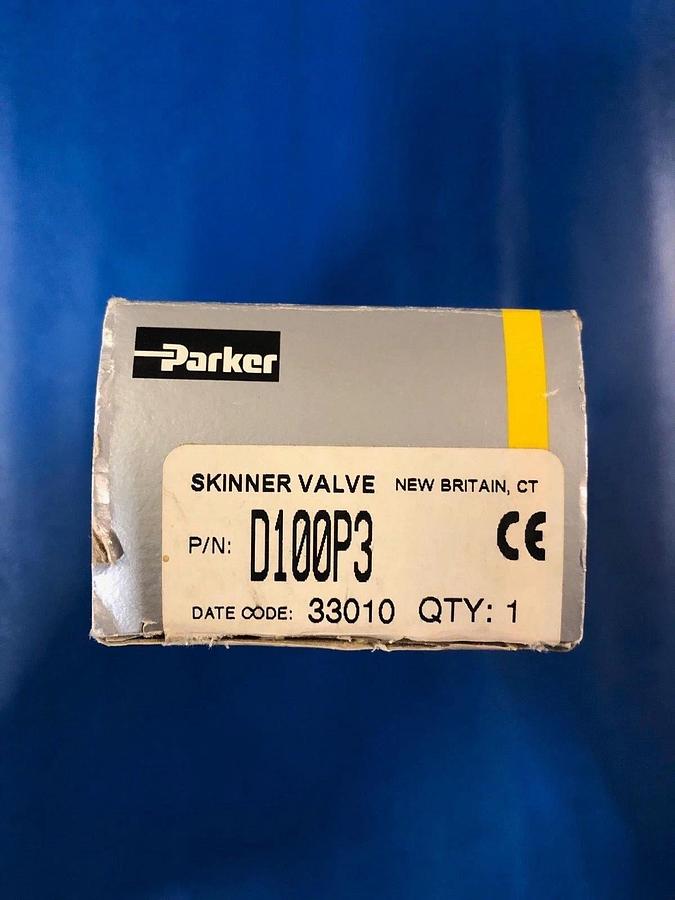 Parker
SKINNER VALVE NEW BRITAIN, CT
P/N: D100P3
CE
DATE CODE: 33010 QTY: 1